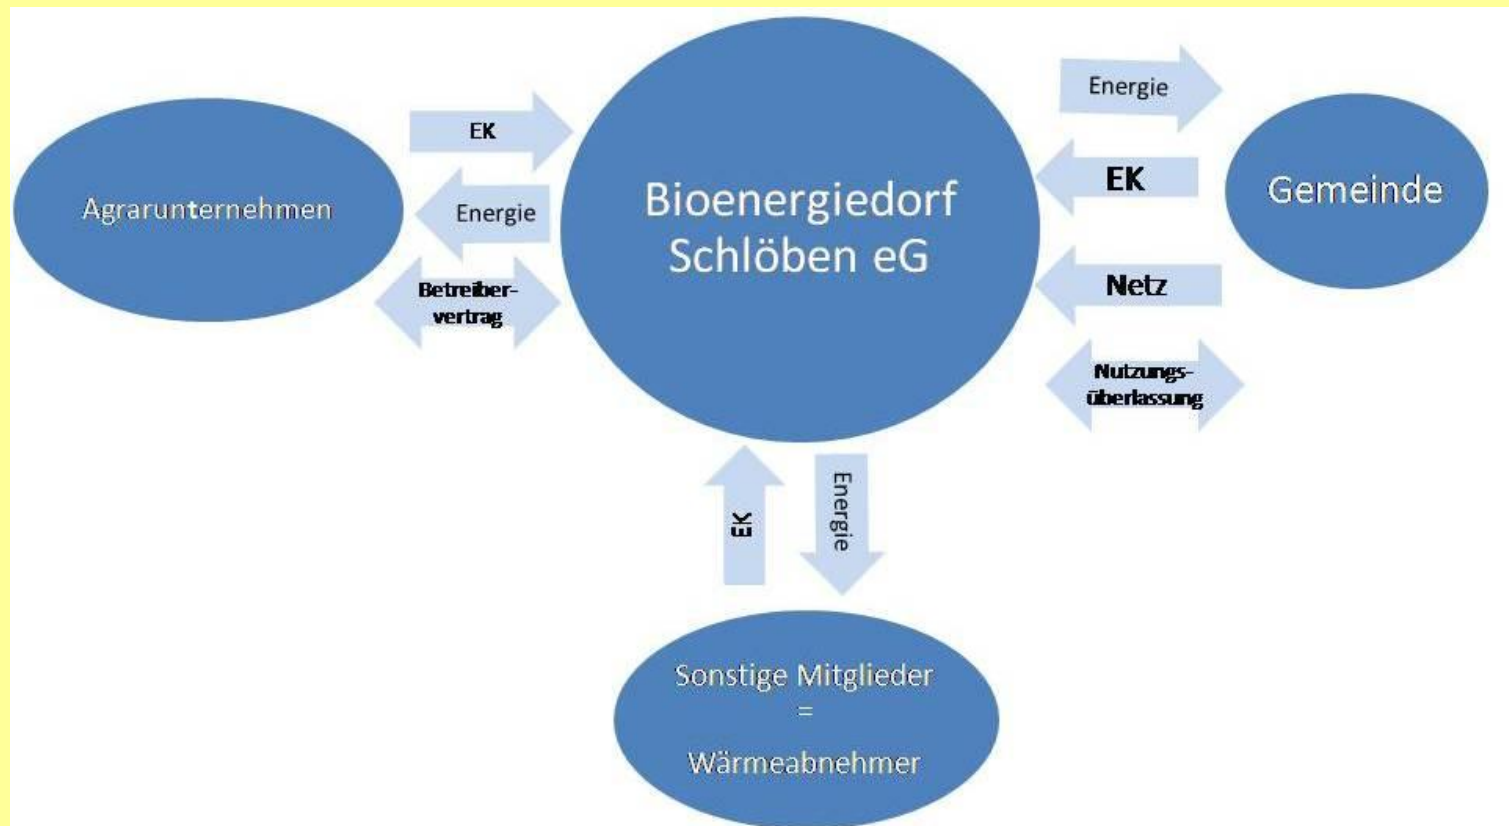 Agrarunternehmen
EK
Energie
Betreiber-
vertrag
Bioenergiedorf
Schlöben eG
Energie
EK
Netz
Nutzungs-
überlassung
Gemeinde
EK
Energie
Sonstige Mitglieder
=
Wärmeabnehmer